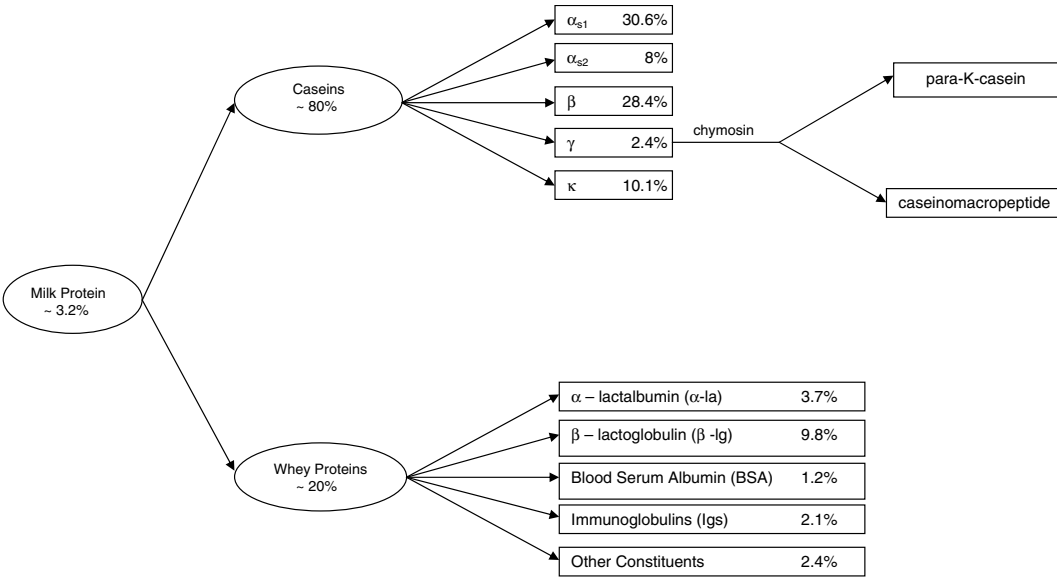 αs1 30.6%
αs2 8%
β 28.4%
γ 2.4%
κ 10.1%
Caseins
~ 80%
chymosin
para-K-casein
caseinomacropeptide
Milk Protein
~ 3.2%
Whey Proteins
~ 20%
α – lactalbumin (α-la) 3.7%
β – lactoglobulin (β -lg) 9.8%
Blood Serum Albumin (BSA) 1.2%
Immunoglobulins (Igs) 2.1%
Other Constituents 2.4%